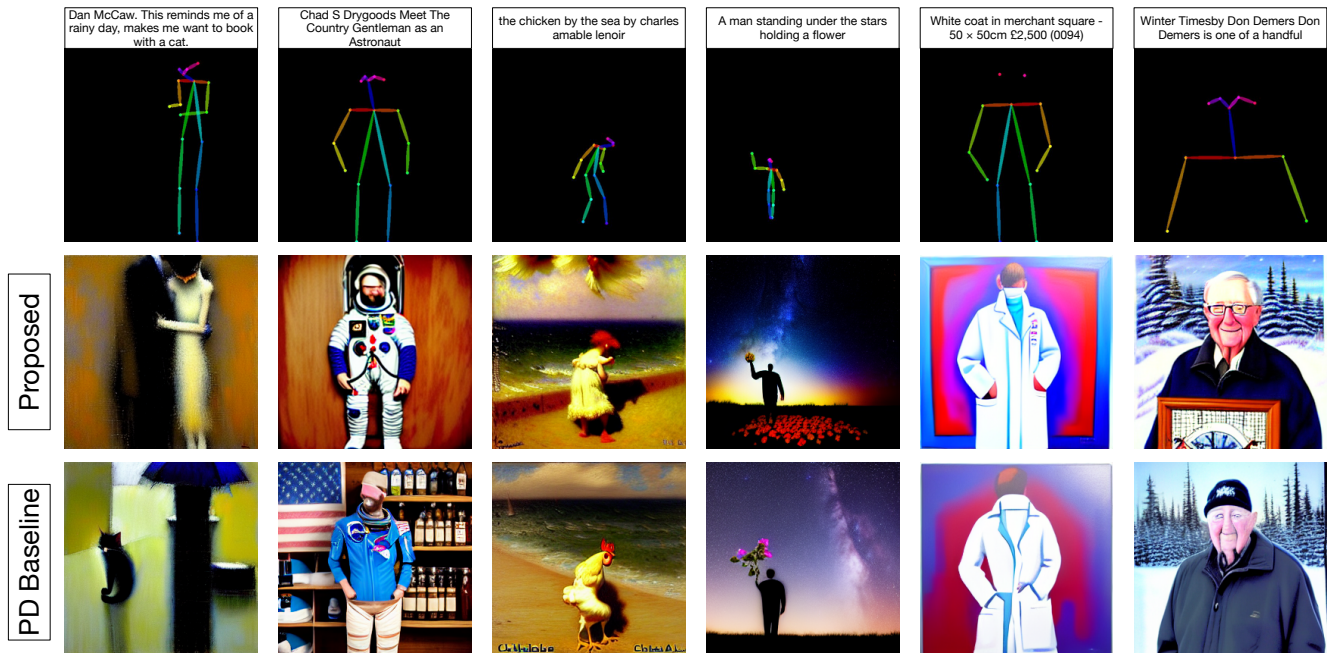 Dan McCaw. This reminds me of a
rainy day, makes me want to book
with a cat.
Chad S Drygoods Meet The
Country Gentleman as an
Astronaut
the chicken by the sea by charles
amable lenoir
A man standing under the stars
holding a flower
White coat in merchant square -
50 × 50cm £2,500 (0094)
Winter Timesby Don Demers Don
Demers is one of a handful
Proposed
PD Baseline